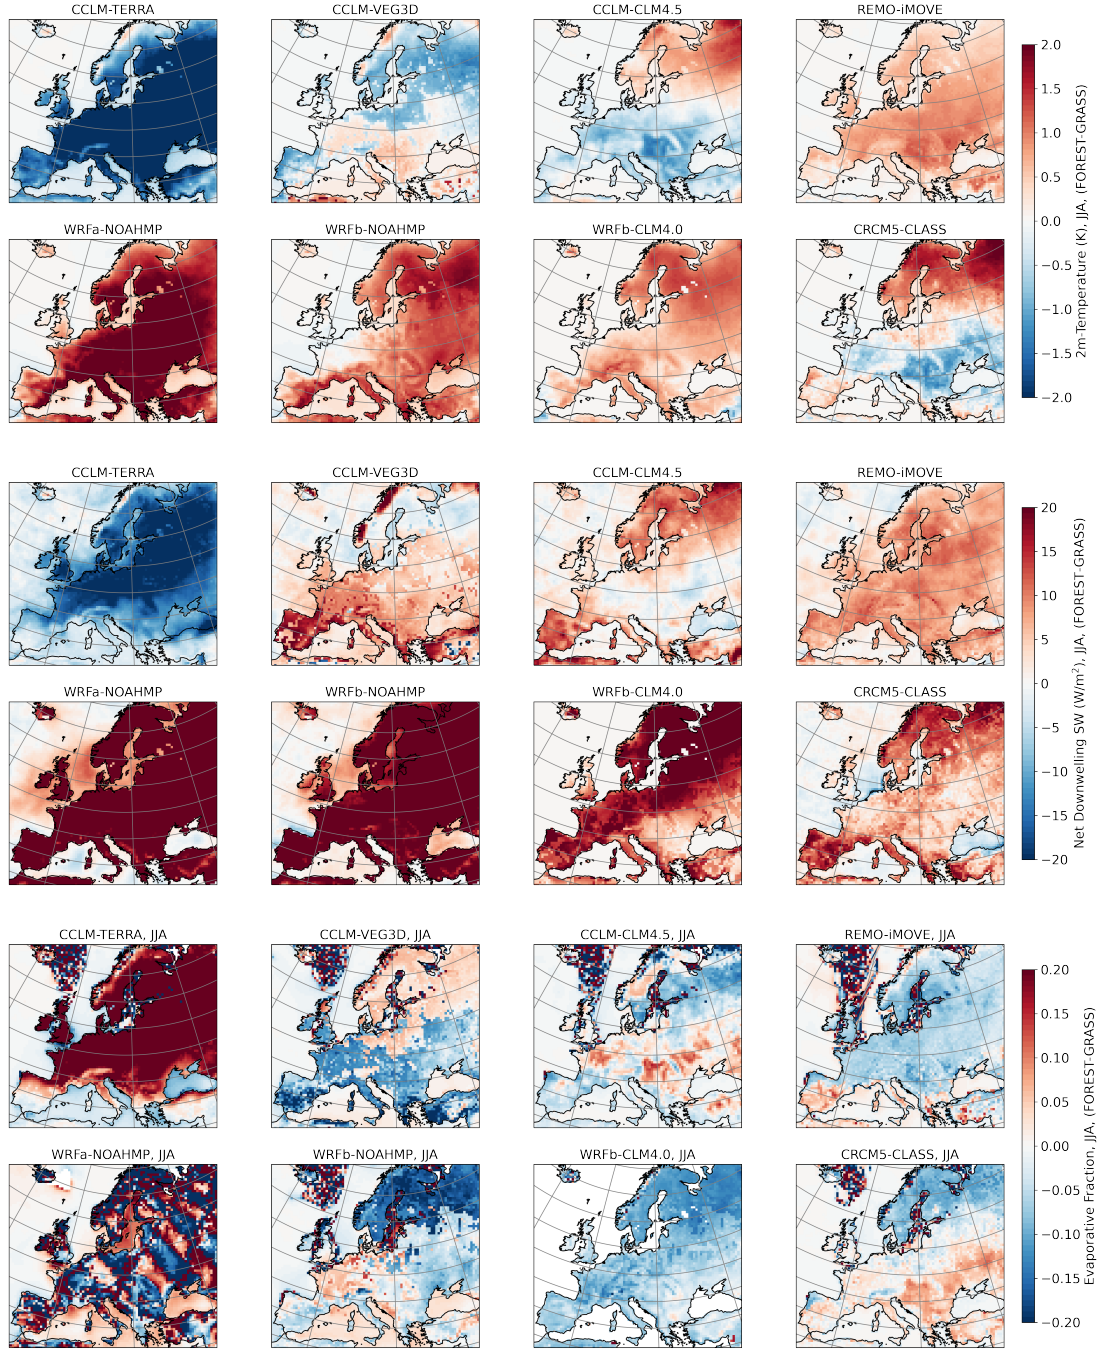 CCLM-TERRA
CCLM-VEG3D
CCLM-CLM4.5
REMO-iMOVE
WRFa-NOAHMP
WRFb-NOAHMP
WRFb-CLM4.0
CRCM5-CLASS
2.0
1.5
1.0
0.5
0.0
−0.5
−1.0
−1.5
−2.0
2m-Temperature (K), JJA, (FOREST-GRASS)
CCLM-TERRA
CCLM-VEG3D
CCLM-CLM4.5
REMO-iMOVE
WRFa-NOAHMP
WRFb-NOAHMP
WRFb-CLM4.0
CRCM5-CLASS
20
15
10
5
0
−5
−10
−15
−20
Net Downwelling SW (W/m²), JJA, (FOREST-GRASS)
CCLM-TERRA, JJA
CCLM-VEG3D, JJA
CCLM-CLM4.5, JJA
REMO-iMOVE, JJA
WRFa-NOAHMP, JJA
WRFb-NOAHMP, JJA
WRFb-CLM4.0, JJA
CRCM5-CLASS, JJA
0.20
0.15
0.10
0.05
0.00
−0.05
−0.10
−0.15
−0.20
Evaporative Fraction, JJA, (FOREST-GRASS)